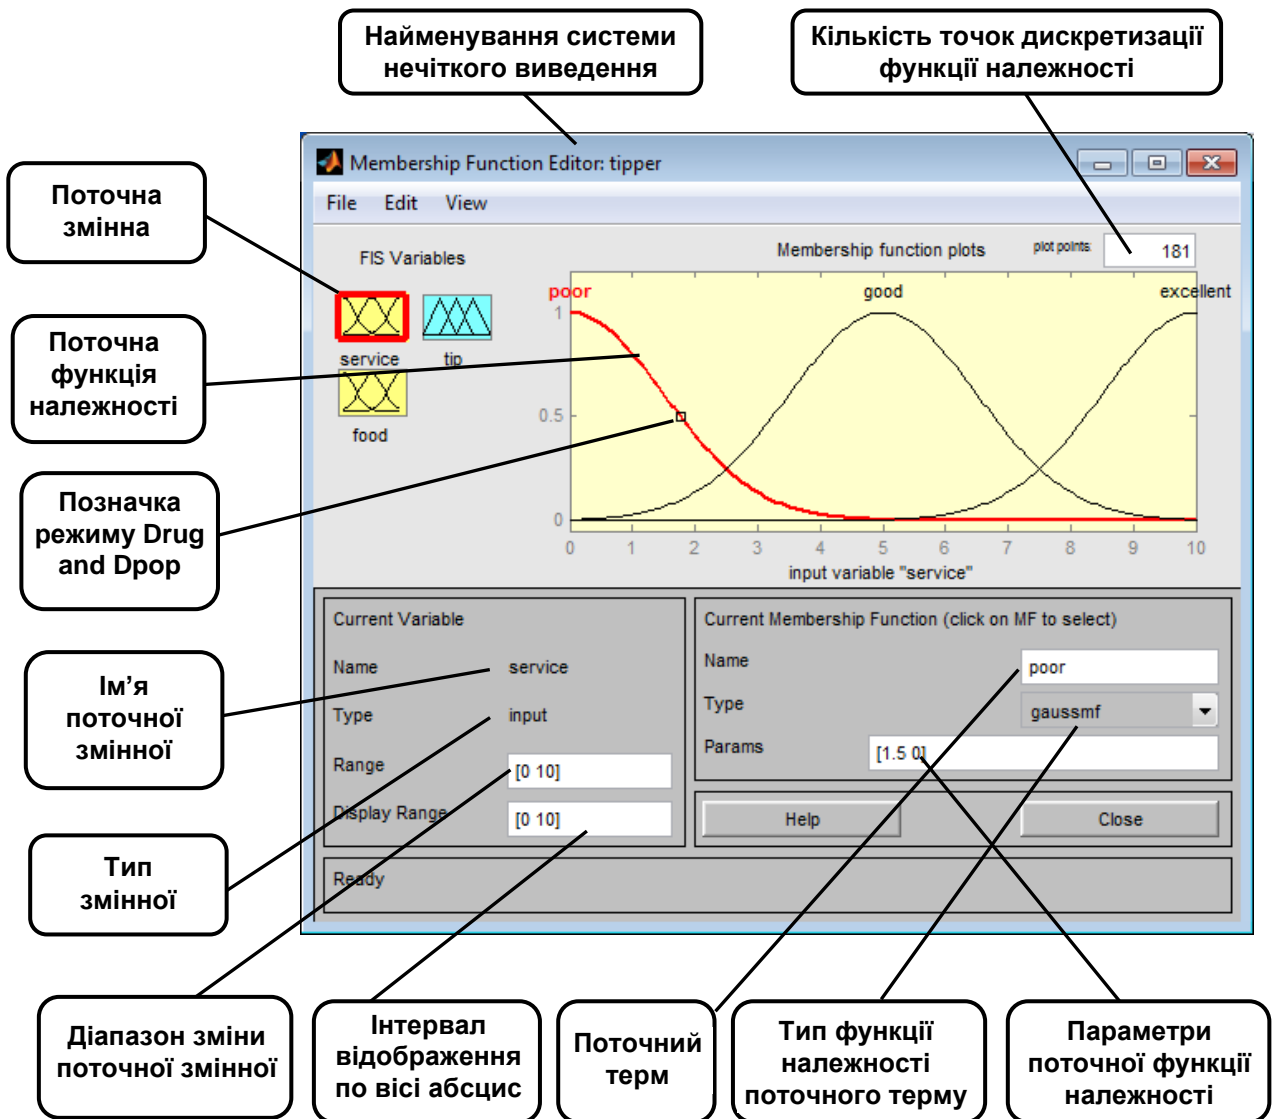 Найменування системи
нечіткого виведення
Кількість точок дискретизації
функції належності
Membership Function Editor: tipper
File Edit View
Поточна
змінна
FIS Variables
Membership function plots
plot points:
181
poor
good
excellent
1
0.5
0
service
tip
food
0 1 2 3 4 5 6 7 8 9 10
input variable "service"
Поточна
функція
належності
Позначка
режиму Drug
and Dpop
Ім’я
поточної
змінної
Тип
змінної
Current Variable
Name service
Type input
Range [0 10]
Display Range [0 10]
Current Membership Function (click on MF to select)
Name poor
Type gaussmf
Params [1.5 0]
Help
Close
Ready
Діапазон зміни
поточної змінної
Інтервал
відображення
по вісі абсцис
Поточний
терм
Тип функції
належності
поточного терму
Параметри
поточної функції
належності